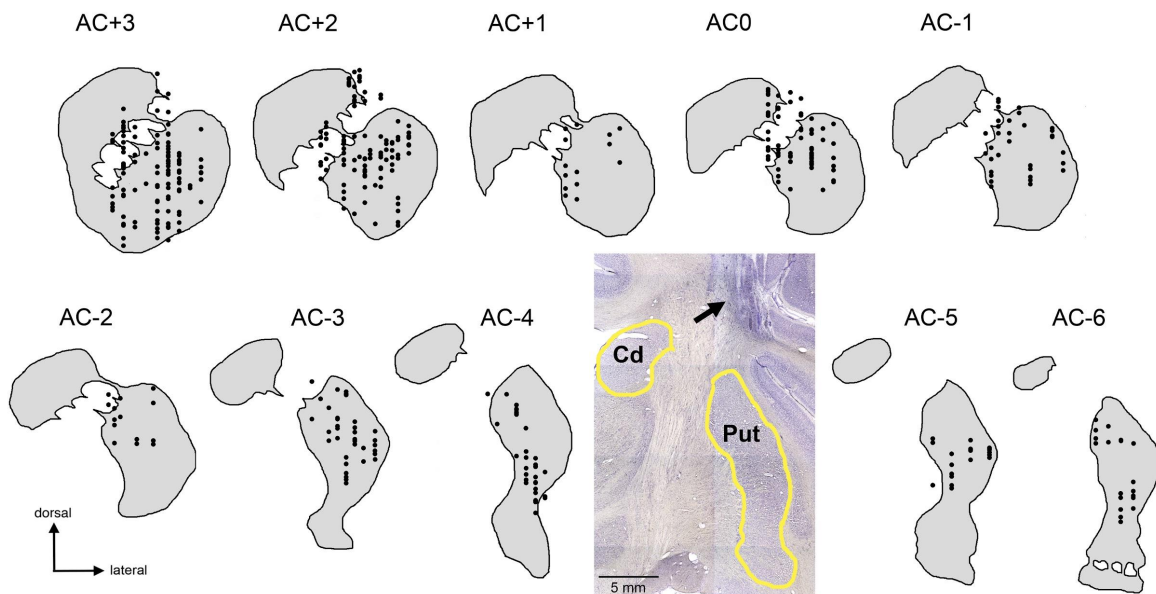 AC+3
AC+2
AC+1
AC0
AC-1
AC-2
AC-3
AC-4
Cd
Put
5 mm
AC-5
AC-6
dorsal
lateral